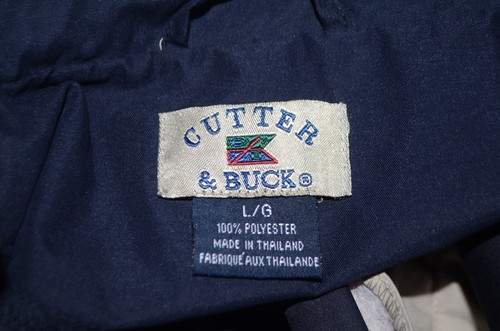 CUTTER
& BUCK®
L/G
100% POLYESTER
MADE IN THAILAND
FABRIQUÉ AUX THAILANDE